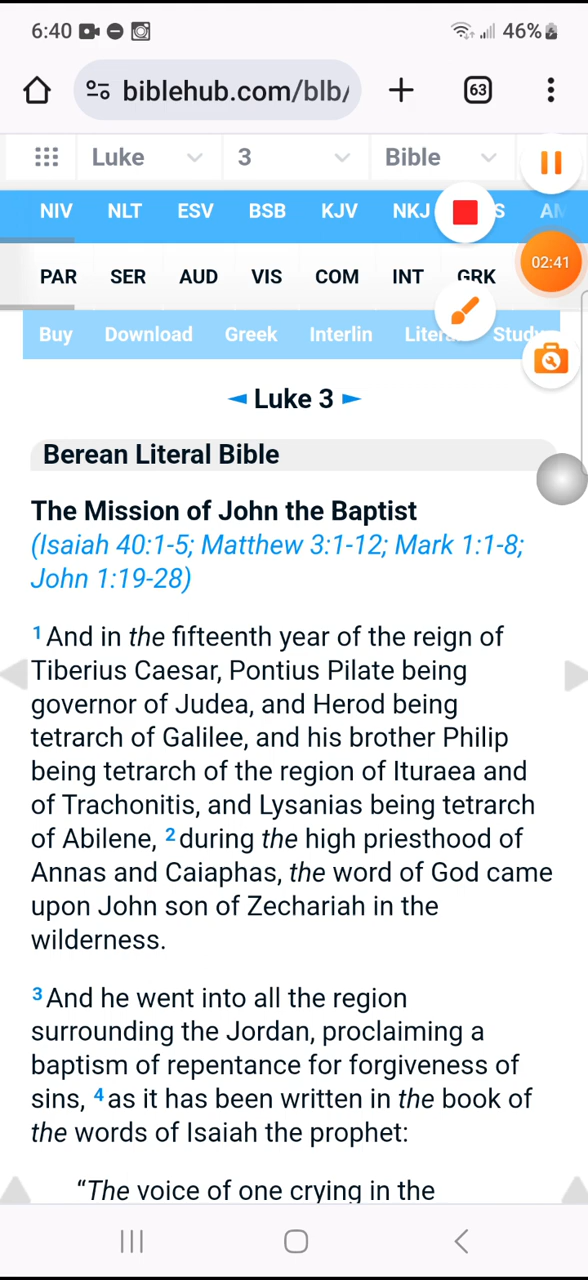 6:40 46%
biblehub.com/blb/ 63
Luke 3 Bible
NIV NLT ESV BSB KJV NKJ S AM
02:41
PAR SER AUD VIS COM INT GRK
Buy Download Greek Interlin Liter Study
◄ Luke 3 ►
Berean Literal Bible
The Mission of John the Baptist
(Isaiah 40:1-5; Matthew 3:1-12; Mark 1:1-8;
John 1:19-28)
1 And in the fifteenth year of the reign of
Tiberius Caesar, Pontius Pilate being
governor of Judea, and Herod being
tetrarch of Galilee, and his brother Philip
being tetrarch of the region of Ituraea and
of Trachonitis, and Lysanias being tetrarch
of Abilene, 2 during the high priesthood of
Annas and Caiaphas, the word of God came
upon John son of Zechariah in the
wilderness.
3 And he went into all the region
surrounding the Jordan, proclaiming a
baptism of repentance for forgiveness of
sins, 4 as it has been written in the book of
the words of Isaiah the prophet:
“The voice of one crying in the